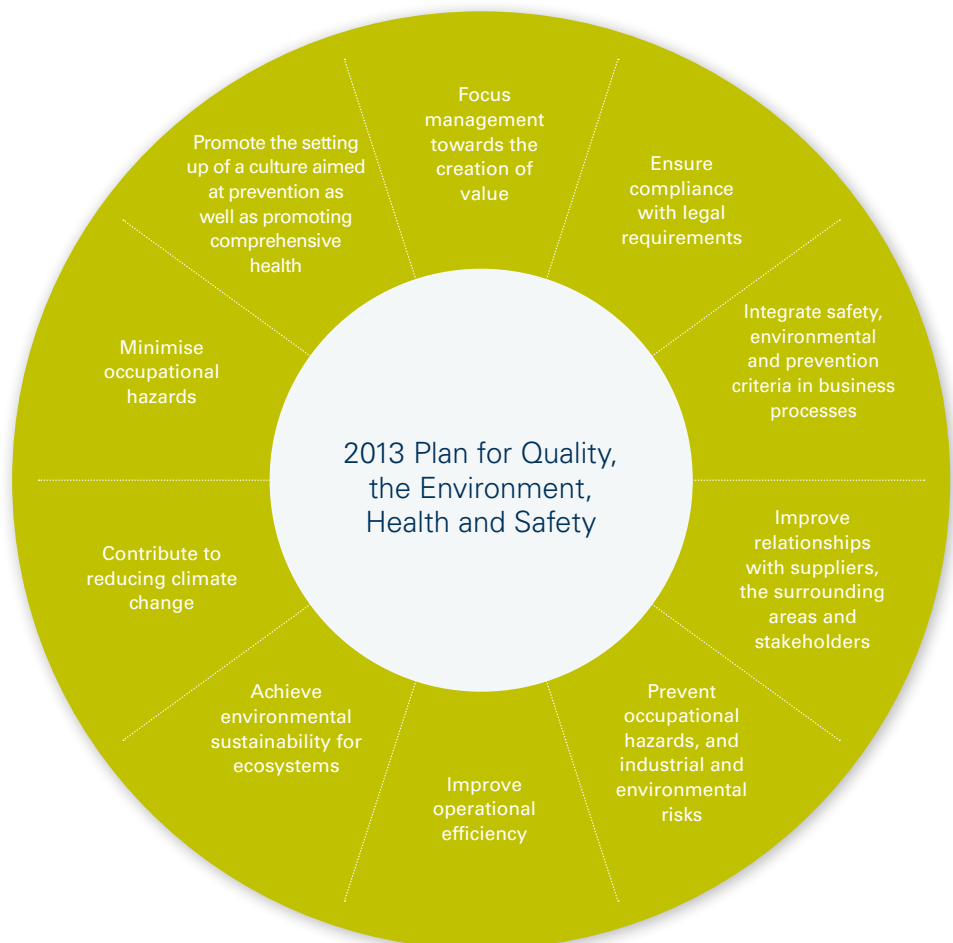 Focus
management
towards the
creation of
value
Ensure
compliance
with legal
requirements
Integrate safety,
environmental
and prevention
criteria in business
processes
Improve
relationships
with suppliers,
the surrounding
areas and
stakeholders
Prevent
occupational
hazards, and
industrial and
environmental
risks
Improve
operational
efficiency
Achieve
environmental
sustainability for
ecosystems
Contribute to
reducing climate
change
Minimise
occupational
hazards
Promote the setting
up of a culture aimed
at prevention as
well as promoting
comprehensive
health
2013 Plan for Quality,
the Environment,
Health and Safety